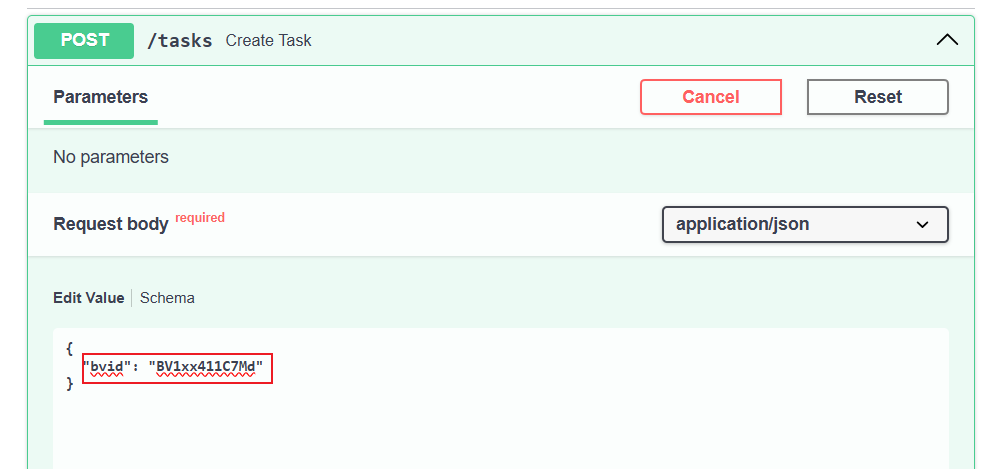 POST /tasks Create Task
Parameters Cancel Reset
No parameters
Request body required application/json
Edit Value Schema
{
"bvid": "BV1xx411C7Md"
}